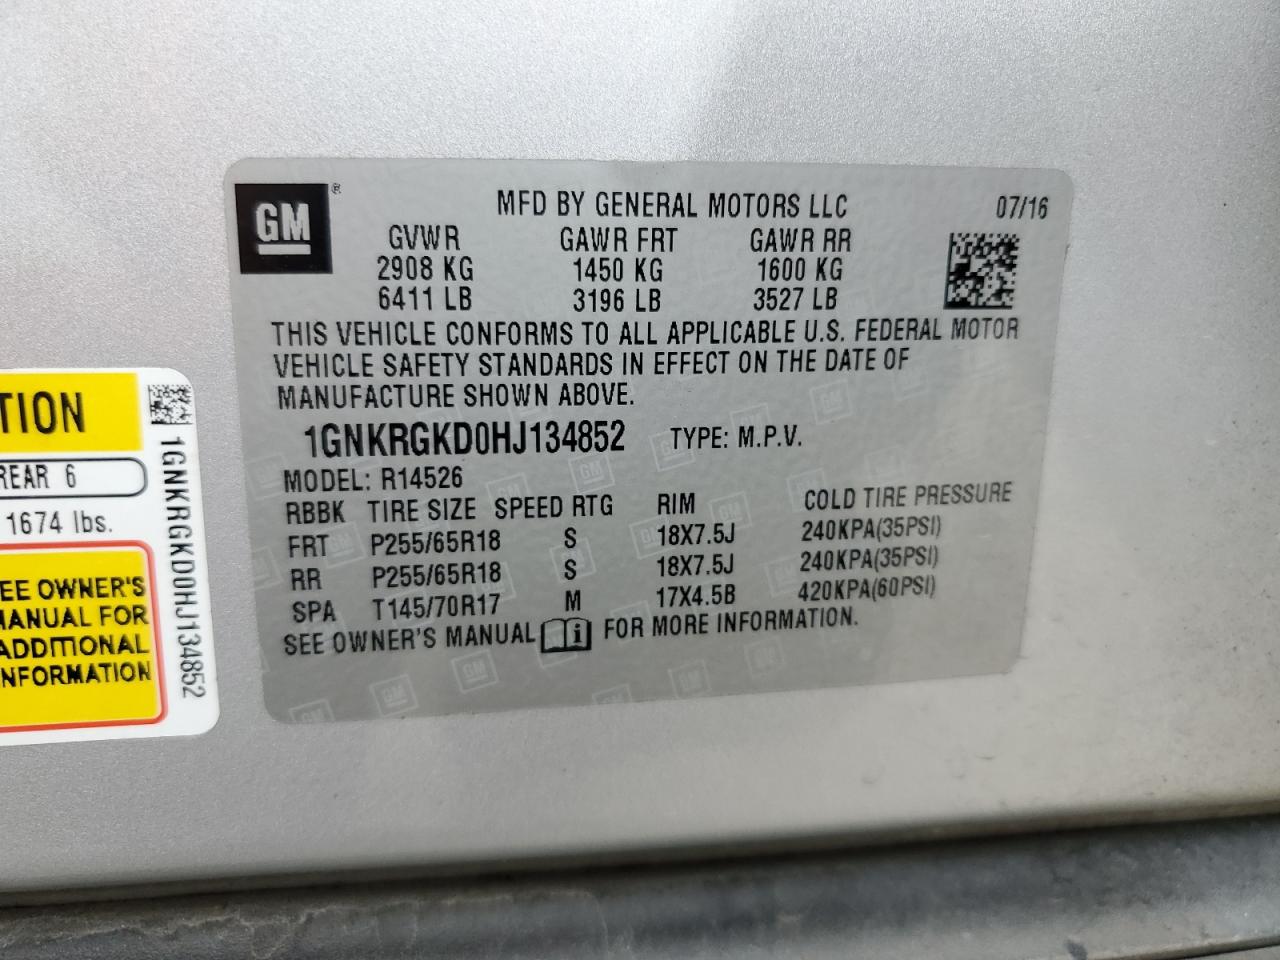 GM ®
MFD BY GENERAL MOTORS LLC 07/16
GVWR GAWR FRT GAWR RR
2908 KG 1450 KG 1600 KG
6411 LB 3196 LB 3527 LB
THIS VEHICLE CONFORMS TO ALL APPLICABLE U.S. FEDERAL MOTOR
VEHICLE SAFETY STANDARDS IN EFFECT ON THE DATE OF
MANUFACTURE SHOWN ABOVE.
1GNKRGKD0HJ134852 TYPE: M.P.V.
MODEL: R14526
RBBK TIRE SIZE SPEED RTG RIM COLD TIRE PRESSURE
FRT P255/65R18 S 18X7.5J 240KPA(35PSI)
RR P255/65R18 S 18X7.5J 240KPA(35PSI)
SPA T145/70R17 M 17X4.5B 420KPA(60PSI)
SEE OWNER'S MANUAL i FOR MORE INFORMATION.
TION
REAR 6
1674 lbs.
EE OWNER'S
MANUAL FOR
ADDITIONAL
NFORMATION
1GNKRGKD0HJ134852